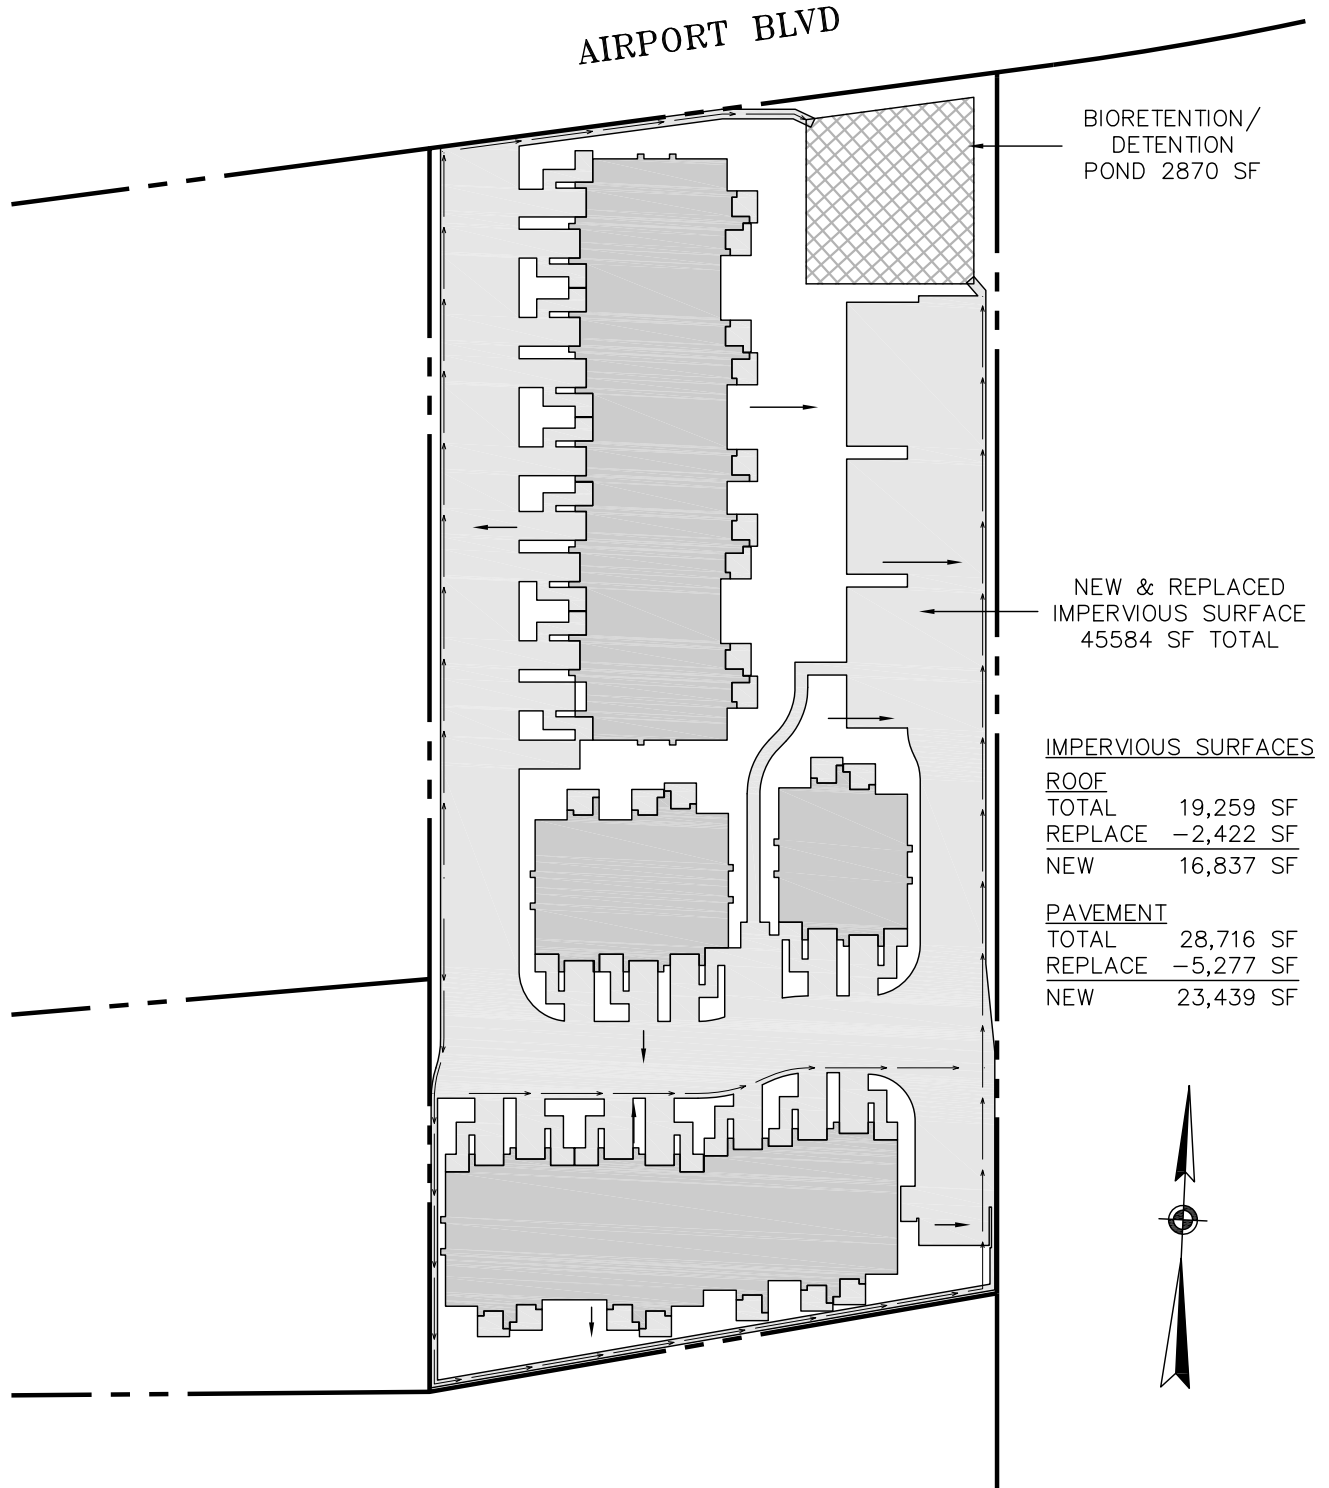 AIRPORT BLVD
BIORETENTION/
DETENTION
POND 2870 SF
NEW & REPLACED
IMPERVIOUS SURFACE
45584 SF TOTAL
IMPERVIOUS SURFACES
ROOF
TOTAL 19,259 SF
REPLACE -2,422 SF
NEW 16,837 SF
PAVEMENT
TOTAL 28,716 SF
REPLACE -5,277 SF
NEW 23,439 SF